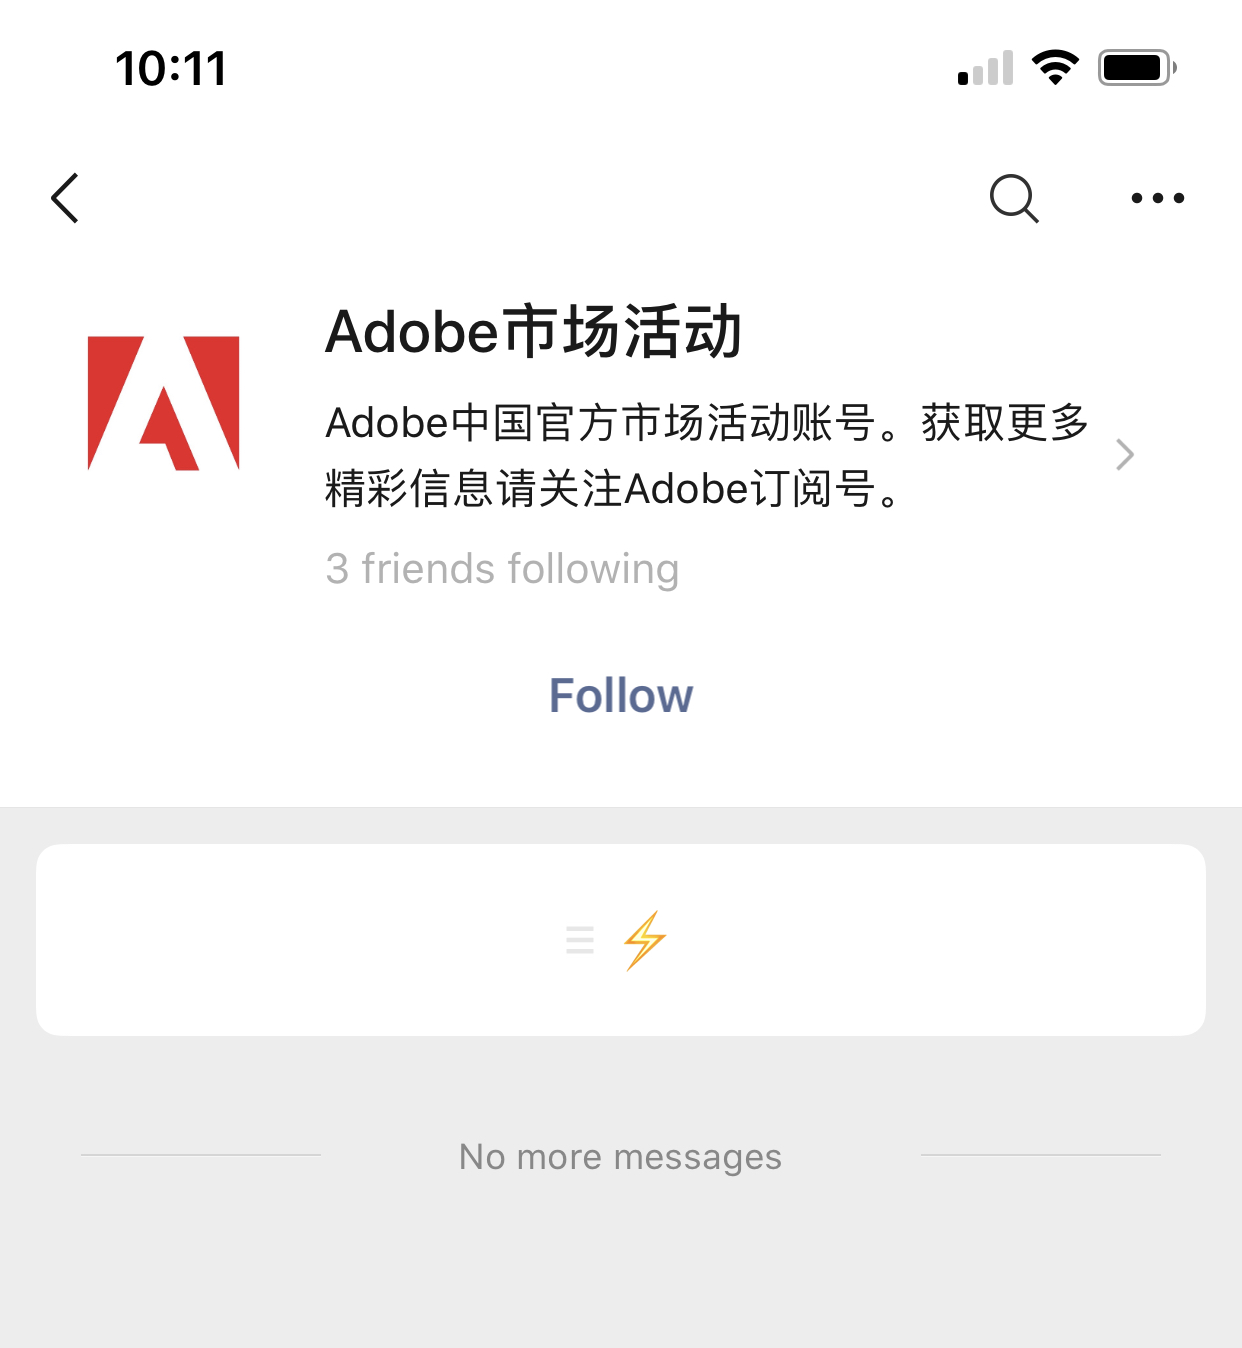 10:11
Adobe市场活动
Adobe中国官方市场活动账号。获取更多
精彩信息请关注Adobe订阅号。
3 friends following
Follow
⚡
No more messages